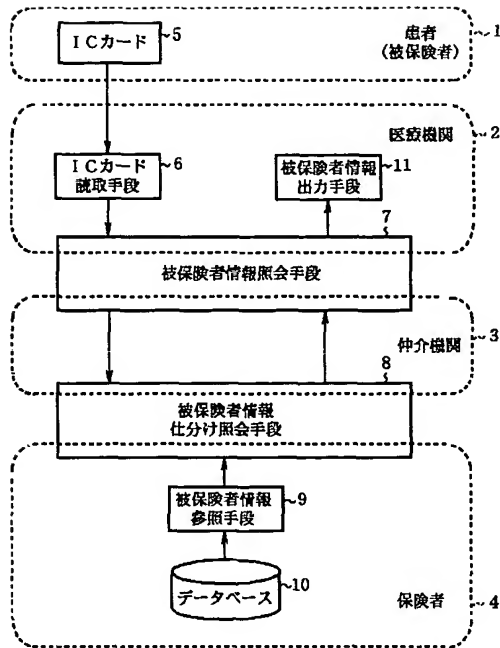 ICカード
5
患者
(被保険者)
1
医療機関
2
ICカード
読取手段
6
被保険者情報
出力手段
11
7
被保険者情報照会手段
仲介機関
3
8
被保険者情報
仕分け照会手段
被保険者情報
参照手段
9
データベース
10
保険者
4